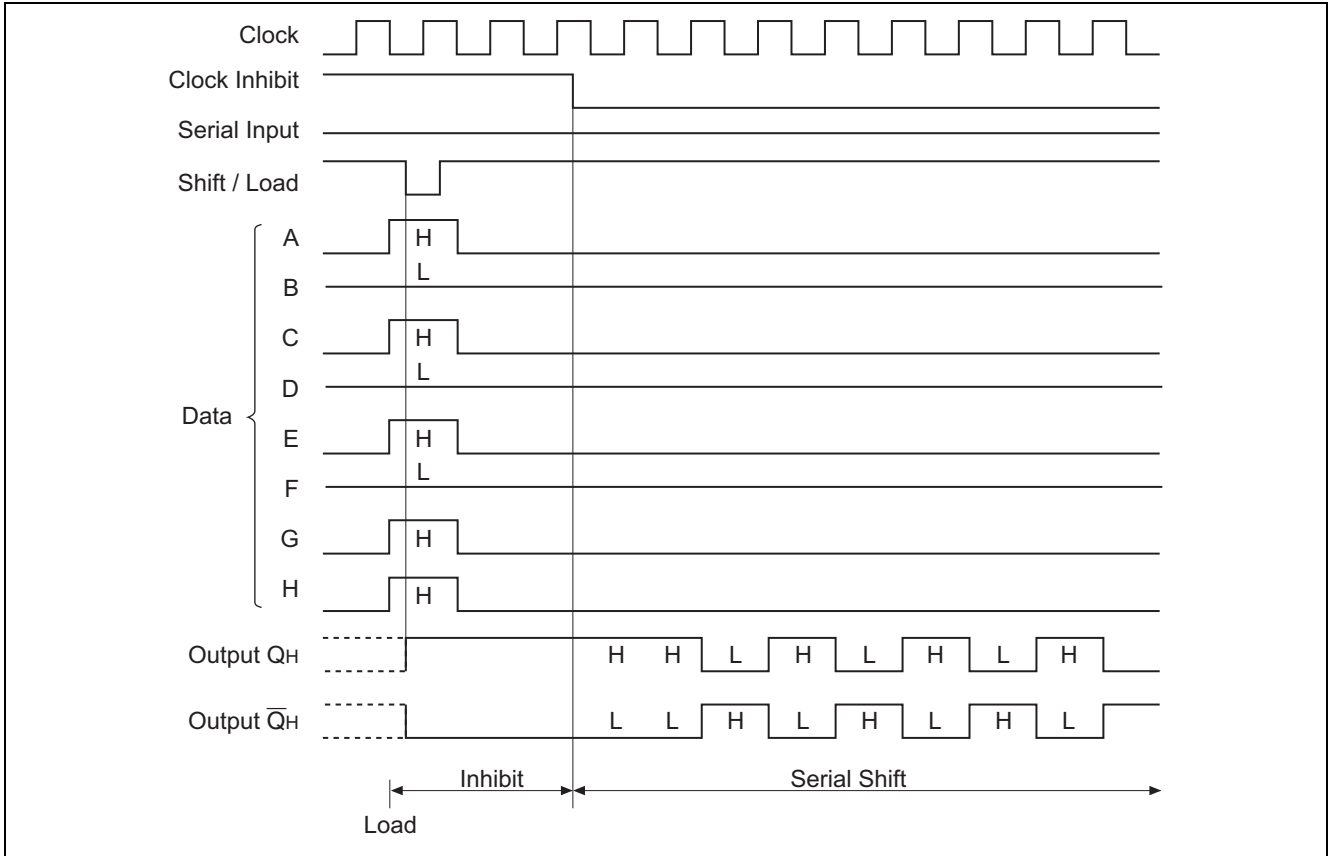 Clock
Clock Inhibit
Serial Input
Shift / Load
A H
L
B
C H
L
D
Data
E H
L
F
G H
H H
Output QH H H L H L H L H
Output Q̅H L L H L H L H L
Inhibit Serial Shift
Load